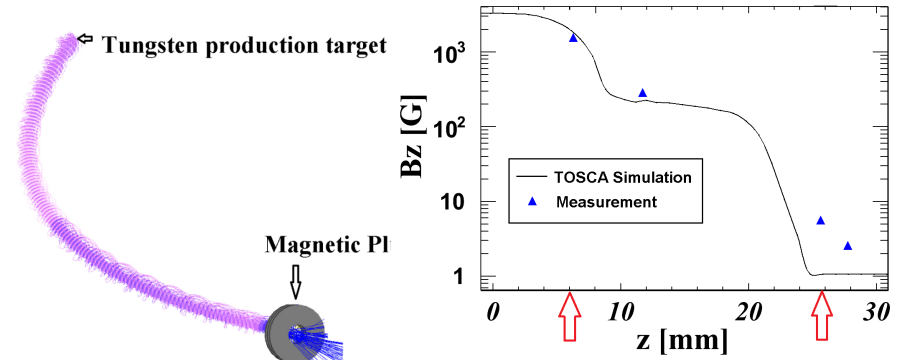 Tungsten production target
Magnetic Pl
Bz [G]
10³
10²
10
1
TOSCA Simulation
Measurement
0
10
20
30
z [mm]